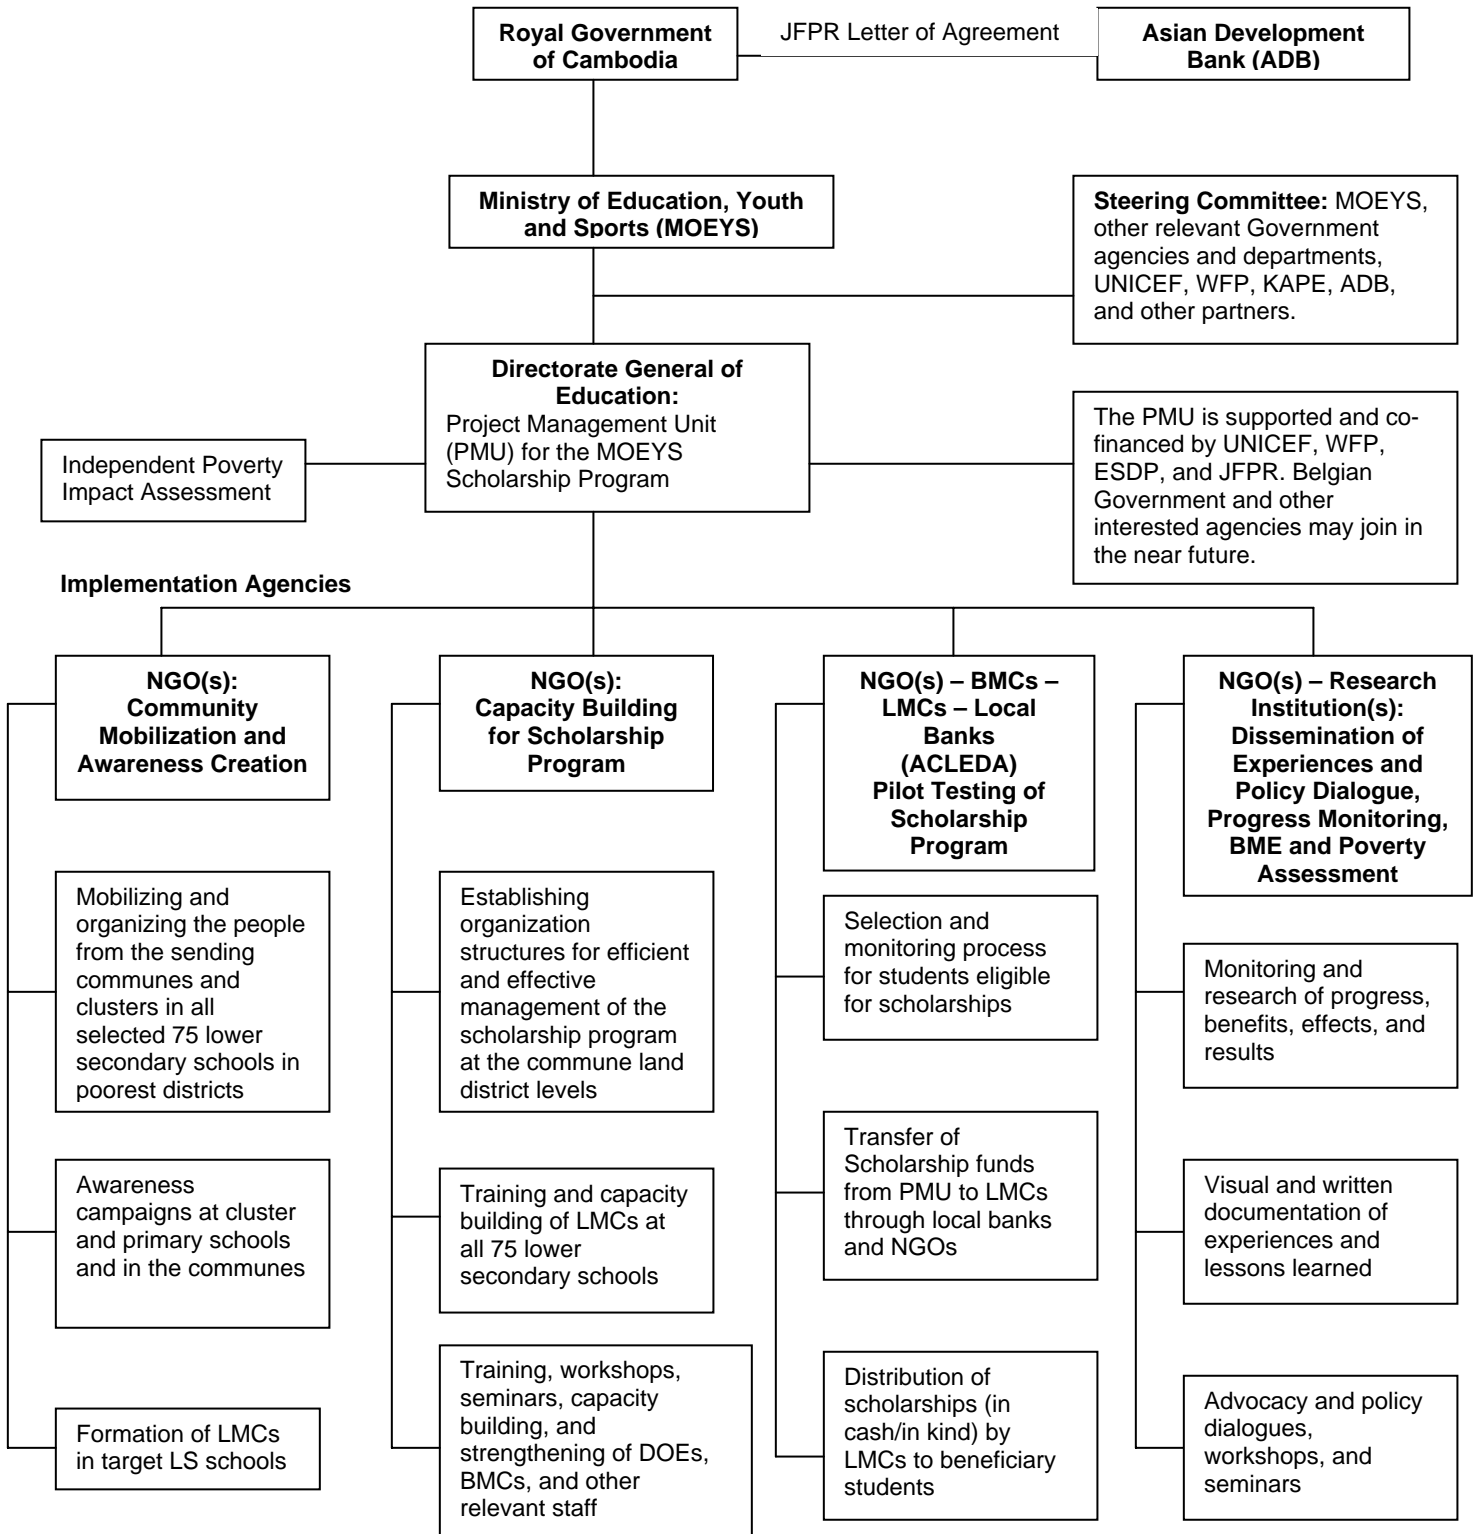 Royal Government
of Cambodia
JFPR Letter of Agreement
Asian Development
Bank (ADB)
Ministry of Education, Youth
and Sports (MOEYS)
Steering Committee: MOEYS,
other relevant Government
agencies and departments,
UNICEF, WFP, KAPE, ADB,
and other partners.
Directorate General of
Education:
Project Management Unit
(PMU) for the MOEYS
Scholarship Program
Independent Poverty
Impact Assessment
The PMU is supported and co-
financed by UNICEF, WFP,
ESDP, and JFPR. Belgian
Government and other
interested agencies may join in
the near future.
Implementation Agencies
NGO(s):
Community
Mobilization and
Awareness Creation
Mobilizing and
organizing the people
from the sending
communes and
clusters in all
selected 75 lower
secondary schools in
poorest districts
Awareness
campaigns at cluster
and primary schools
and in the communes
Formation of LMCs
in target LS schools
NGO(s):
Capacity Building
for Scholarship
Program
Establishing
organization
structures for efficient
and effective
management of the
scholarship program
at the commune land
district levels
Training and capacity
building of LMCs at
all 75 lower
secondary schools
Training, workshops,
seminars, capacity
building, and
strengthening of DOEs,
BMCs, and other
relevant staff
NGO(s) – BMCs –
LMCs – Local
Banks
(ACLEDA)
Pilot Testing of
Scholarship
Program
Selection and
monitoring process
for students eligible
for scholarships
Transfer of
Scholarship funds
from PMU to LMCs
through local banks
and NGOs
Distribution of
scholarships (in
cash/in kind) by
LMCs to beneficiary
students
NGO(s) – Research
Institution(s):
Dissemination of
Experiences and
Policy Dialogue,
Progress Monitoring,
BME and Poverty
Assessment
Monitoring and
research of progress,
benefits, effects, and
results
Visual and written
documentation of
experiences and
lessons learned
Advocacy and policy
dialogues,
workshops, and
seminars